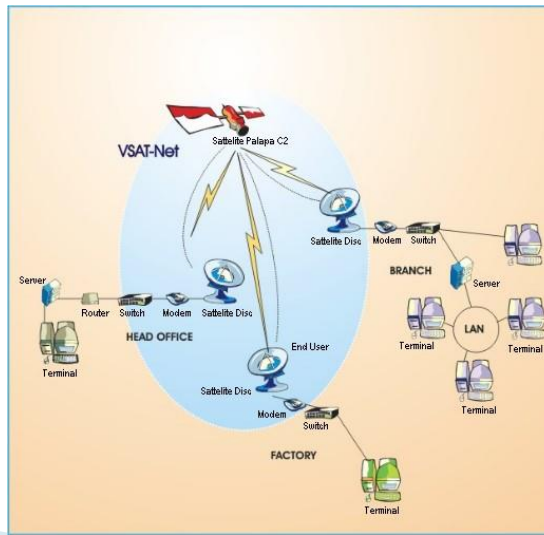 Sattelite Palapa C2
VSAT-Net
Sattelite Disc
Modem
Switch
BRANCH
Server
Server
Router
Switch
Modem
Sattelite Disc
HEAD OFFICE
Terminal
LAN
Terminal
Terminal
Terminal
End User
Sattelite Disc
Modem
Switch
FACTORY
Terminal